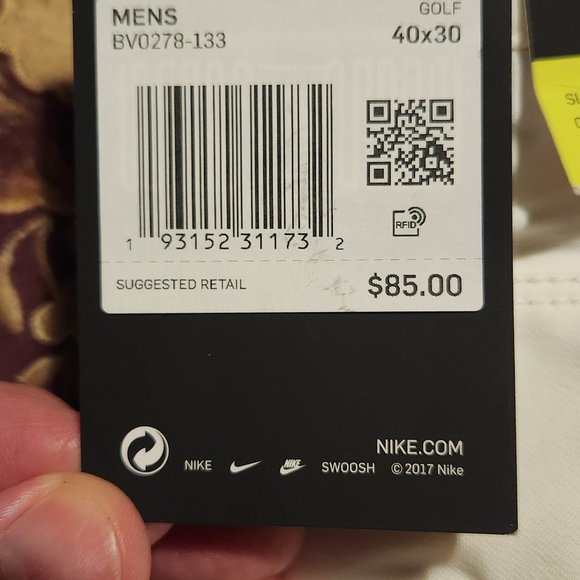 MENS
GOLF
BV0278-133
40x30
1 93152 31173 2
RFID
SUGGESTED RETAIL
$85.00
NIKE.COM
NIKE NIKE SWOOSH © 2017 Nike